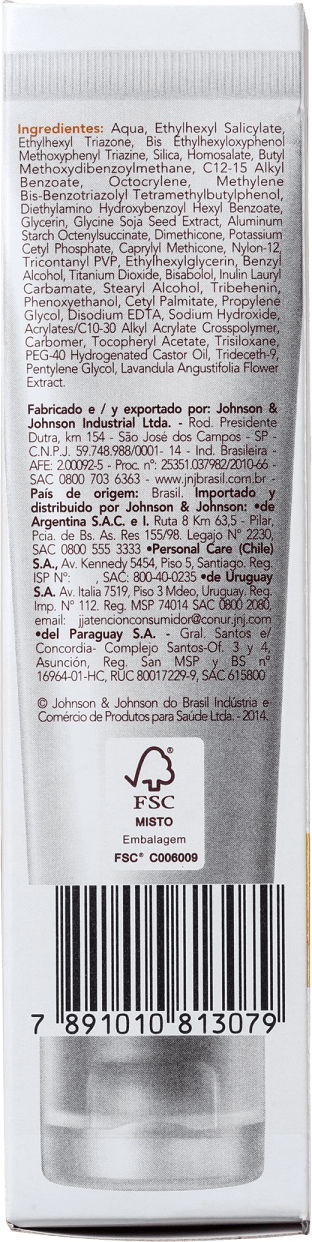 Ingredientes: Aqua, Ethylhexyl Salicylate,
Ethylhexyl Triazone, Bis Ethylhexyloxyphenol
Methoxyphenyl Triazine, Silica, Homosalate, Butyl
Methoxydibenzoylmethane, C12-15 Alkyl
Benzoate, Octocrylene, Methylene
Bis-Benzotriazolyl Tetramethylbutylphenol,
Diethylamino Hydroxybenzoyl Hexyl Benzoate,
Glycerin, Glycine Soja Seed Extract, Aluminum
Starch Octenylsuccinate, Dimethicone, Potassium
Cetyl Phosphate, Caprylyl Methicone, Nylon-12,
Tricontanyl PVP, Ethylhexylglycerin, Benzyl
Alcohol, Titanium Dioxide, Bisabolol, Inulin Lauryl
Carbamate, Stearyl Alcohol, Tribehenin,
Phenoxyethanol, Cetyl Palmitate, Propylene
Glycol, Disodium EDTA, Sodium Hydroxide,
Acrylates/C10-30 Alkyl Acrylate Crosspolymer,
Carbomer, Tocopheryl Acetate, Trisiloxane,
PEG-40 Hydrogenated Castor Oil, Trideceth-9,
Pentylene Glycol, Lavandula Angustifolia Flower
Extract.
Fabricado e / y exportado por: Johnson &
Johnson Industrial Ltda. - Rod. Presidente
Dutra, km 154 - São José dos Campos - SP -
C.N.P.J. 59.748.988/0001- 14 - Ind. Brasileira -
AFE: 2.00092-5 - Proc. nº: 25351.037982/2010-66 -
SAC 0800 703 6363 - www.jnjbrasil.com.br -
País de origem: Brasil. Importado y
distribuido por Johnson & Johnson: •de
Argentina S.A.C. e I. Ruta 8 Km 63,5 - Pilar,
Pcia. de Bs. As. Res 155/98. Legajo Nº 2230,
SAC 0800 555 3333 •Personal Care (Chile)
S.A., Av. Kennedy 5454, Piso 5, Santiago. Reg.
ISP Nº: , SAC: 800-40-0235 •de Uruguay
S.A. Av. Italia 7519, Piso 3 Mdeo, Uruguay. Reg.
Imp. Nº 112. Reg. MSP 74014 SAC 0800 2080,
email: jjatencionconsumidor@conur.jnj.com
•del Paraguay S.A. - Gral. Santos e/
Concordia- Complejo Santos-Of. 3 y 4,
Asunción, Reg. San MSP y BS nº
16964-01-HC, RUC 80017229-9, SAC 615800
© Johnson & Johnson do Brasil Indústria e
Comércio de Produtos para Saúde Ltda. - 2014.
FSC
MISTO
Embalagem
FSC® C006009
7 891010 813079